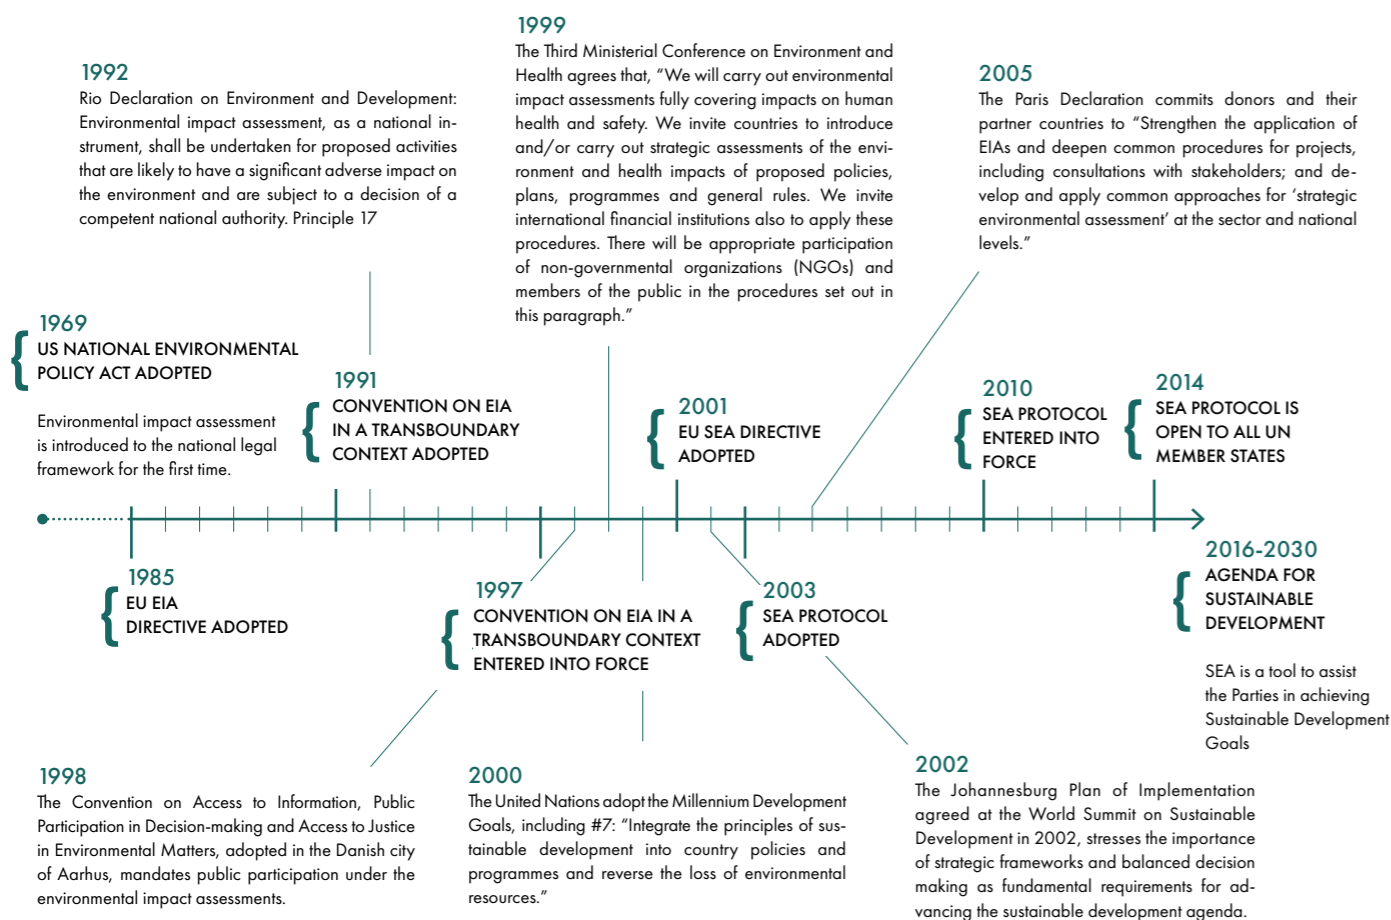 1999
The Third Ministerial Conference on Environment and
Health agrees that, “We will carry out environmental
impact assessments fully covering impacts on human
health and safety. We invite countries to introduce
and/or carry out strategic assessments of the envi-
ronment and health impacts of proposed policies,
plans, programmes and general rules. We invite
international financial institutions also to apply these
procedures. There will be appropriate participation
of non-governmental organizations (NGOs) and
members of the public in the procedures set out in
this paragraph.”
1992
Rio Declaration on Environment and Development:
Environmental impact assessment, as a national in-
strument, shall be undertaken for proposed activities
that are likely to have a significant adverse impact on
the environment and are subject to a decision of a
competent national authority. Principle 17
2005
The Paris Declaration commits donors and their
partner countries to “Strengthen the application of
EIAs and deepen common procedures for projects,
including consultations with stakeholders; and de-
velop and apply common approaches for ‘strategic
environmental assessment’ at the sector and national
levels.”
1969
US NATIONAL ENVIRONMENTAL
POLICY ACT ADOPTED
Environmental impact assessment
is introduced to the national legal
framework for the first time.
1991
CONVENTION ON EIA
IN A TRANSBOUNDARY
CONTEXT ADOPTED
2001
EU SEA DIRECTIVE
ADOPTED
2010
SEA PROTOCOL
ENTERED INTO
FORCE
2014
SEA PROTOCOL IS
OPEN TO ALL UN
MEMBER STATES
1985
EU EIA
DIRECTIVE ADOPTED
1997
CONVENTION ON EIA IN A
TRANSBOUNDARY CONTEXT
ENTERED INTO FORCE
2003
SEA PROTOCOL
ADOPTED
2016-2030
AGENDA FOR
SUSTAINABLE
DEVELOPMENT
SEA is a tool to assist
the Parties in achieving
Sustainable Development
Goals
1998
The Convention on Access to Information, Public
Participation in Decision-making and Access to Justice
in Environmental Matters, adopted in the Danish city
of Aarhus, mandates public participation under the
environmental impact assessments.
2000
The United Nations adopt the Millennium Development
Goals, including #7: “Integrate the principles of sus-
tainable development into country policies and
programmes and reverse the loss of environmental
resources.”
2002
The Johannesburg Plan of Implementation
agreed at the World Summit on Sustainable
Development in 2002, stresses the importance
of strategic frameworks and balanced decision
making as fundamental requirements for ad-
vancing the sustainable development agenda.